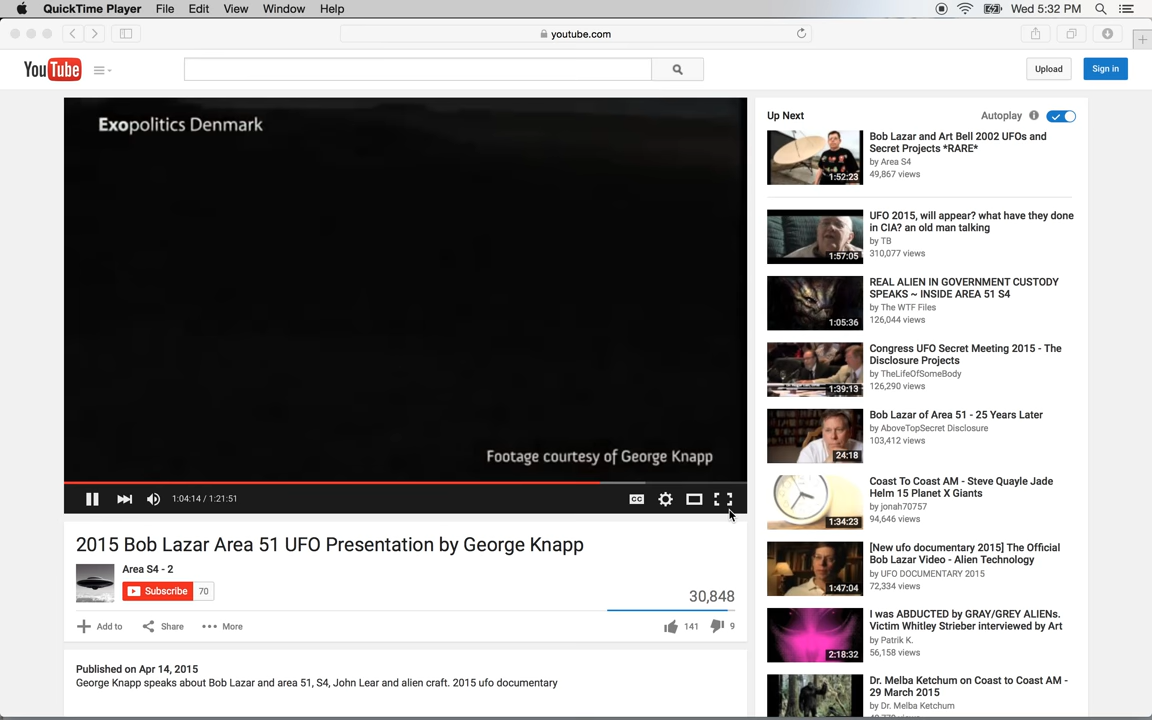 QuickTime Player File Edit View Window Help Wed 5:32 PM
youtube.com
YouTube
Upload
Sign in
Exopolitics Denmark
Footage courtesy of George Knapp
1:04:14 / 1:21:51
CC
2015 Bob Lazar Area 51 UFO Presentation by George Knapp
Area S4 - 2
Subscribe 70
30,848
Add to Share More 141 9
Published on Apr 14, 2015
George Knapp speaks about Bob Lazar and area 51, S4, John Lear and alien craft. 2015 ufo documentary
Up Next Autoplay
Bob Lazar and Art Bell 2002 UFOs and
Secret Projects *RARE*
by Area S4
49,867 views
1:52:23
UFO 2015, will appear? what have they done
in CIA? an old man talking
by TB
310,077 views
1:57:05
REAL ALIEN IN GOVERNMENT CUSTODY
SPEAKS ~ INSIDE AREA 51 S4
by The WTF Files
126,044 views
1:05:36
Congress UFO Secret Meeting 2015 - The
Disclosure Projects
by TheLifeOfSomeBody
126,290 views
1:39:13
Bob Lazar of Area 51 - 25 Years Later
by AboveTopSecret Disclosure
103,412 views
24:18
Coast To Coast AM - Steve Quayle Jade
Helm 15 Planet X Giants
by jonah70757
94,646 views
1:34:23
[New ufo documentary 2015] The Official
Bob Lazar Video - Alien Technology
by UFO DOCUMENTARY 2015
72,334 views
1:47:04
I was ABDUCTED by GRAY/GREY ALIENs.
Victim Whitley Strieber interviewed by Art
by Patrik K.
56,158 views
2:18:32
Dr. Melba Ketchum on Coast to Coast AM -
29 March 2015
by Dr. Melba Ketchum